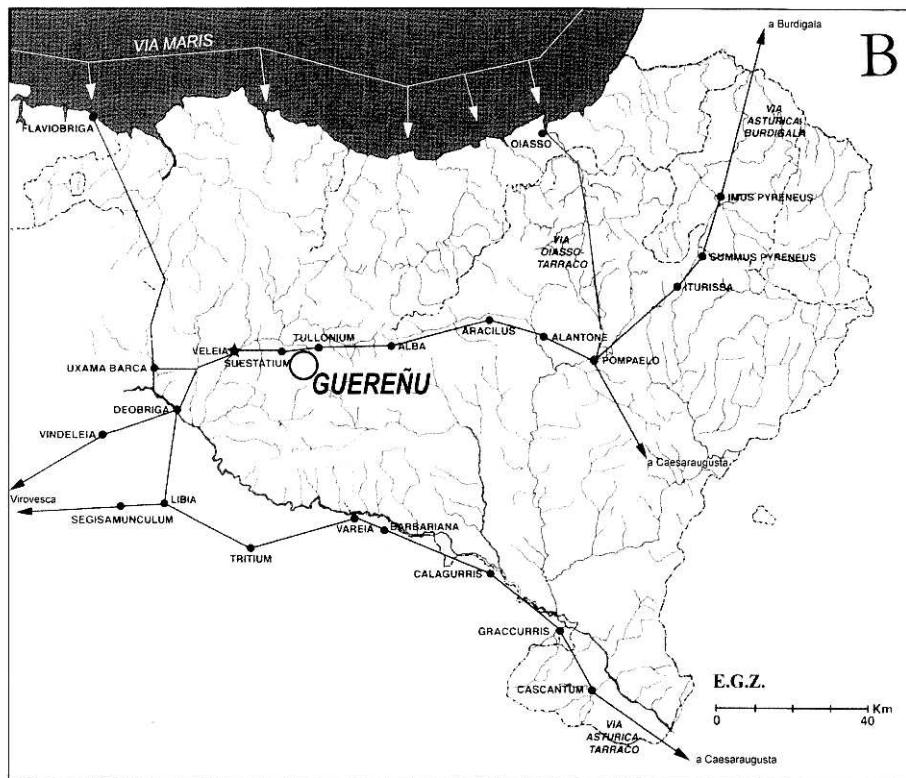 a Burdigala
B
VIA MARIS
VIA
ASTURICA
BURDIGALA
FLAVIOBRIGA
OIASSO
IMUS PYRENEUS
VIA
OIASSO-
TARRACO
SUMMUS PYRENEUS
ITURISSA
ARACILUS
TULLONIUM
ALANTONE
VELEIA
ALBA
SUESTATIUM
POMPAELO
UXAMA BARCA
GUEREÑU
DEOBRIGA
VINDELEIA
a Caesaraugusta
Virovesca
LIBIA
SEGISAMUNCULUM
VAREIA
BARBARIANA
TRITIUM
CALAGURRIS
GRACCURRIS
E.G.Z.
CASCANTUM
Km
0 40
VIA
ASTURICA-
TARRACO
a Caesaraugusta